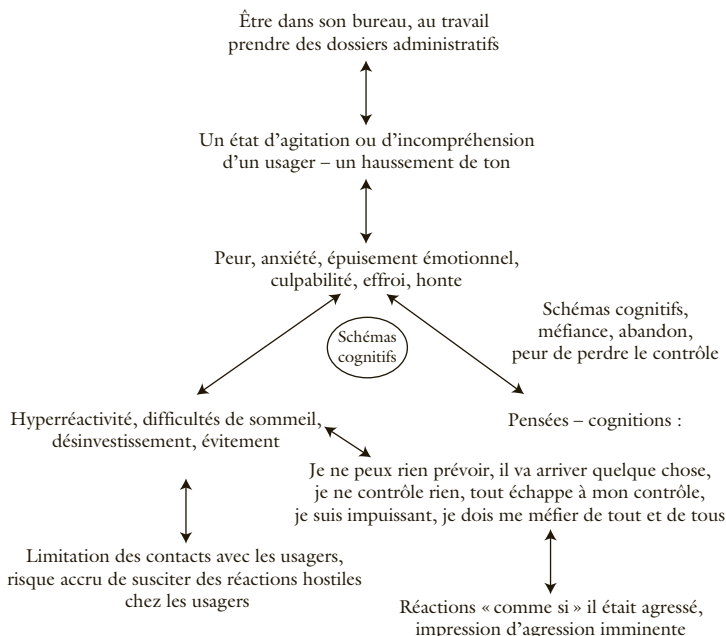 Être dans son bureau, au travail
prendre des dossiers administratifs
Un état d'agitation ou d'incompréhension
d'un usager – un haussement de ton
Peur, anxiété, épuisement émotionnel,
culpabilité, effroi, honte
Schémas
cognitifs
Schémas cognitifs,
méfiance, abandon,
peur de perdre le contrôle
Hyperréactivité, difficultés de sommeil,
désinvestissement, évitement
Pensées – cognitions :
Je ne peux rien prévoir, il va arriver quelque chose,
je ne contrôle rien, tout échappe à mon contrôle,
je suis impuissant, je dois me méfier de tout et de tous
Limitation des contacts avec les usagers,
risque accru de susciter des réactions hostiles
chez les usagers
Réactions « comme si » il était agressé,
impression d'agression imminente